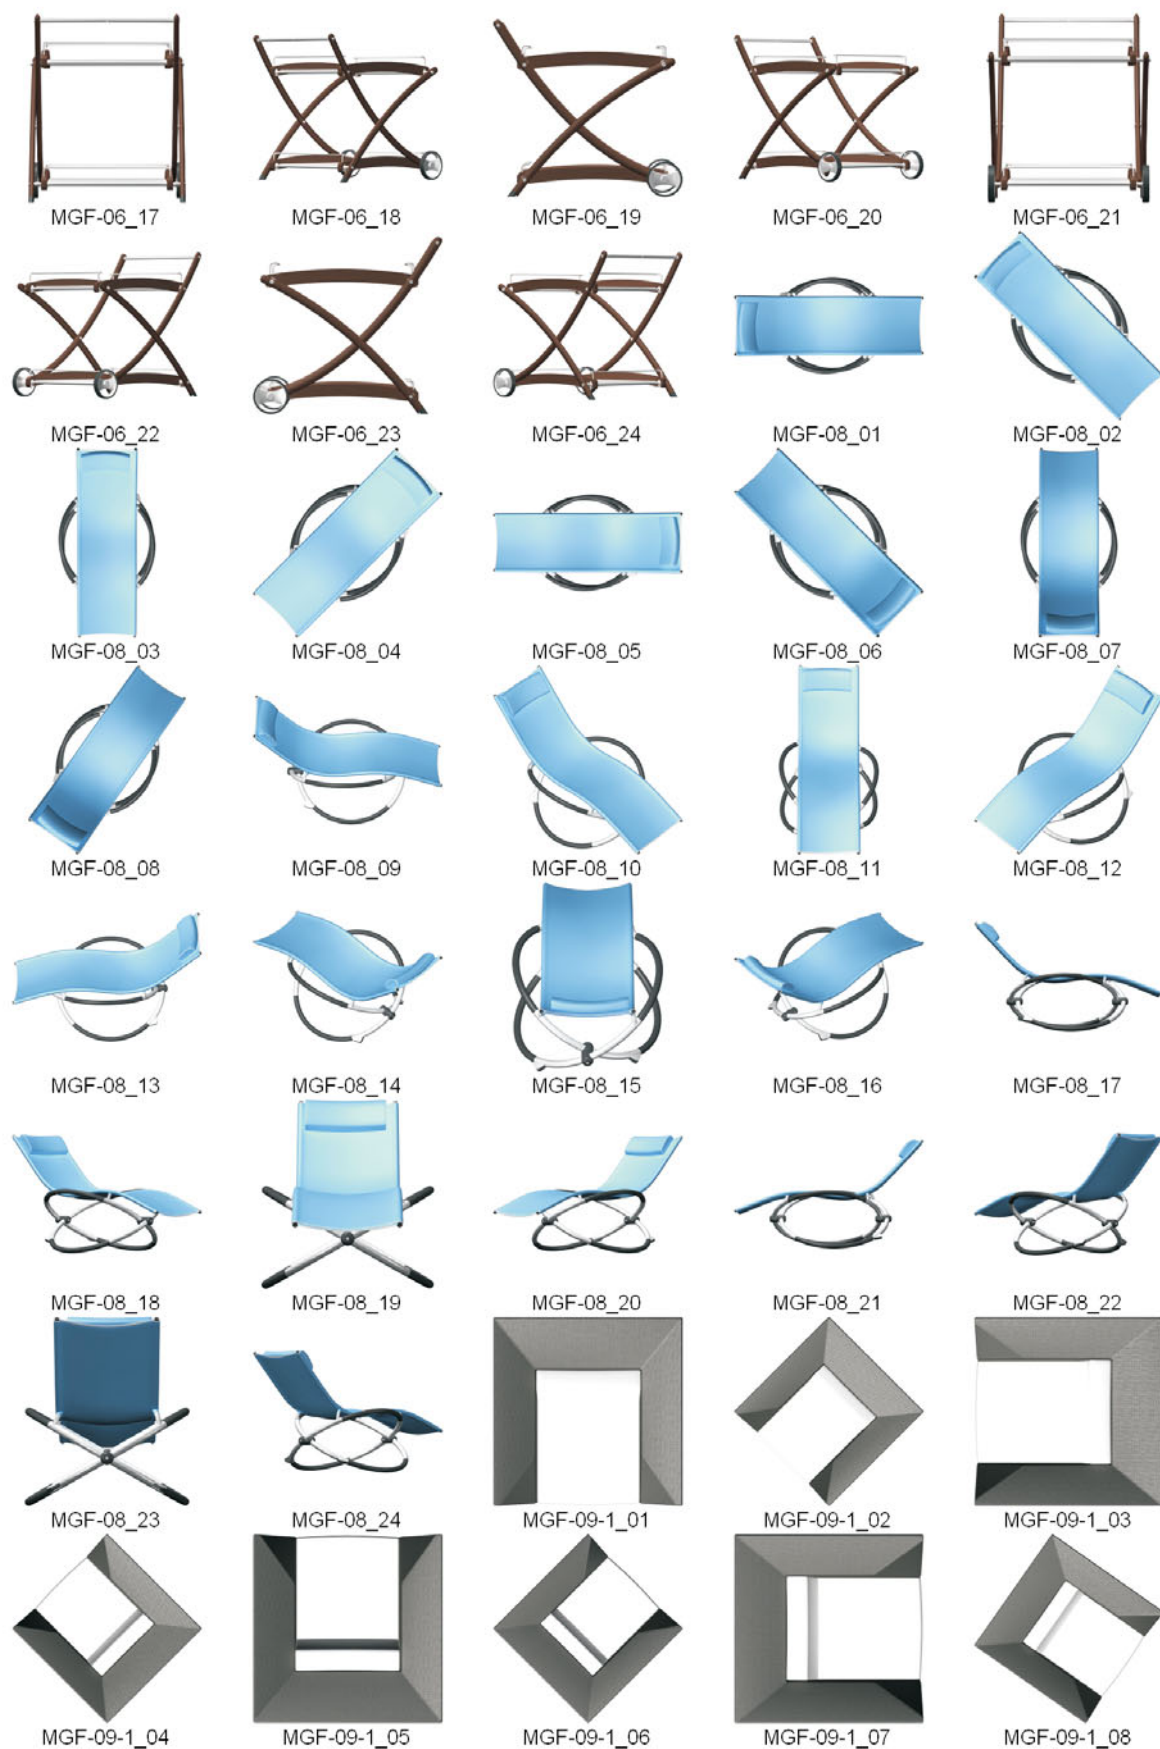 MGF-06_17 MGF-06_18 MGF-06_19 MGF-06_20 MGF-06_21
MGF-06_22 MGF-06_23 MGF-06_24 MGF-08_01 MGF-08_02
MGF-08_03 MGF-08_04 MGF-08_05 MGF-08_06 MGF-08_07
MGF-08_08 MGF-08_09 MGF-08_10 MGF-08_11 MGF-08_12
MGF-08_13 MGF-08_14 MGF-08_15 MGF-08_16 MGF-08_17
MGF-08_18 MGF-08_19 MGF-08_20 MGF-08_21 MGF-08_22
MGF-08_23 MGF-08_24 MGF-09-1_01 MGF-09-1_02 MGF-09-1_03
MGF-09-1_04 MGF-09-1_05 MGF-09-1_06 MGF-09-1_07 MGF-09-1_08